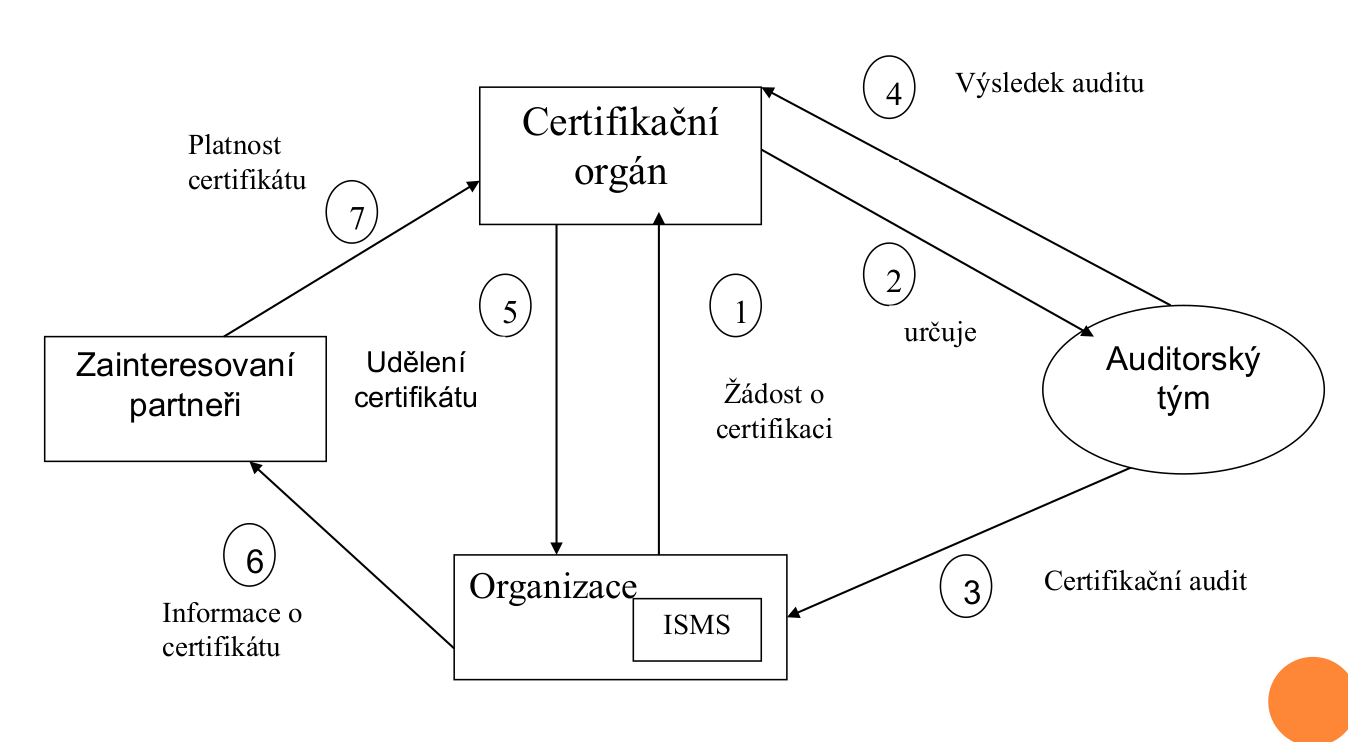 4
Výsledek auditu
Certifikační
orgán
Platnost
certifikátu
7
5
1
2
určuje
Zainteresovaní
partneři
Udělení
certifikátu
Žádost o
certifikaci
Auditorský
tým
6
Informace o
certifikátu
Organizace
ISMS
3
Certifikační audit